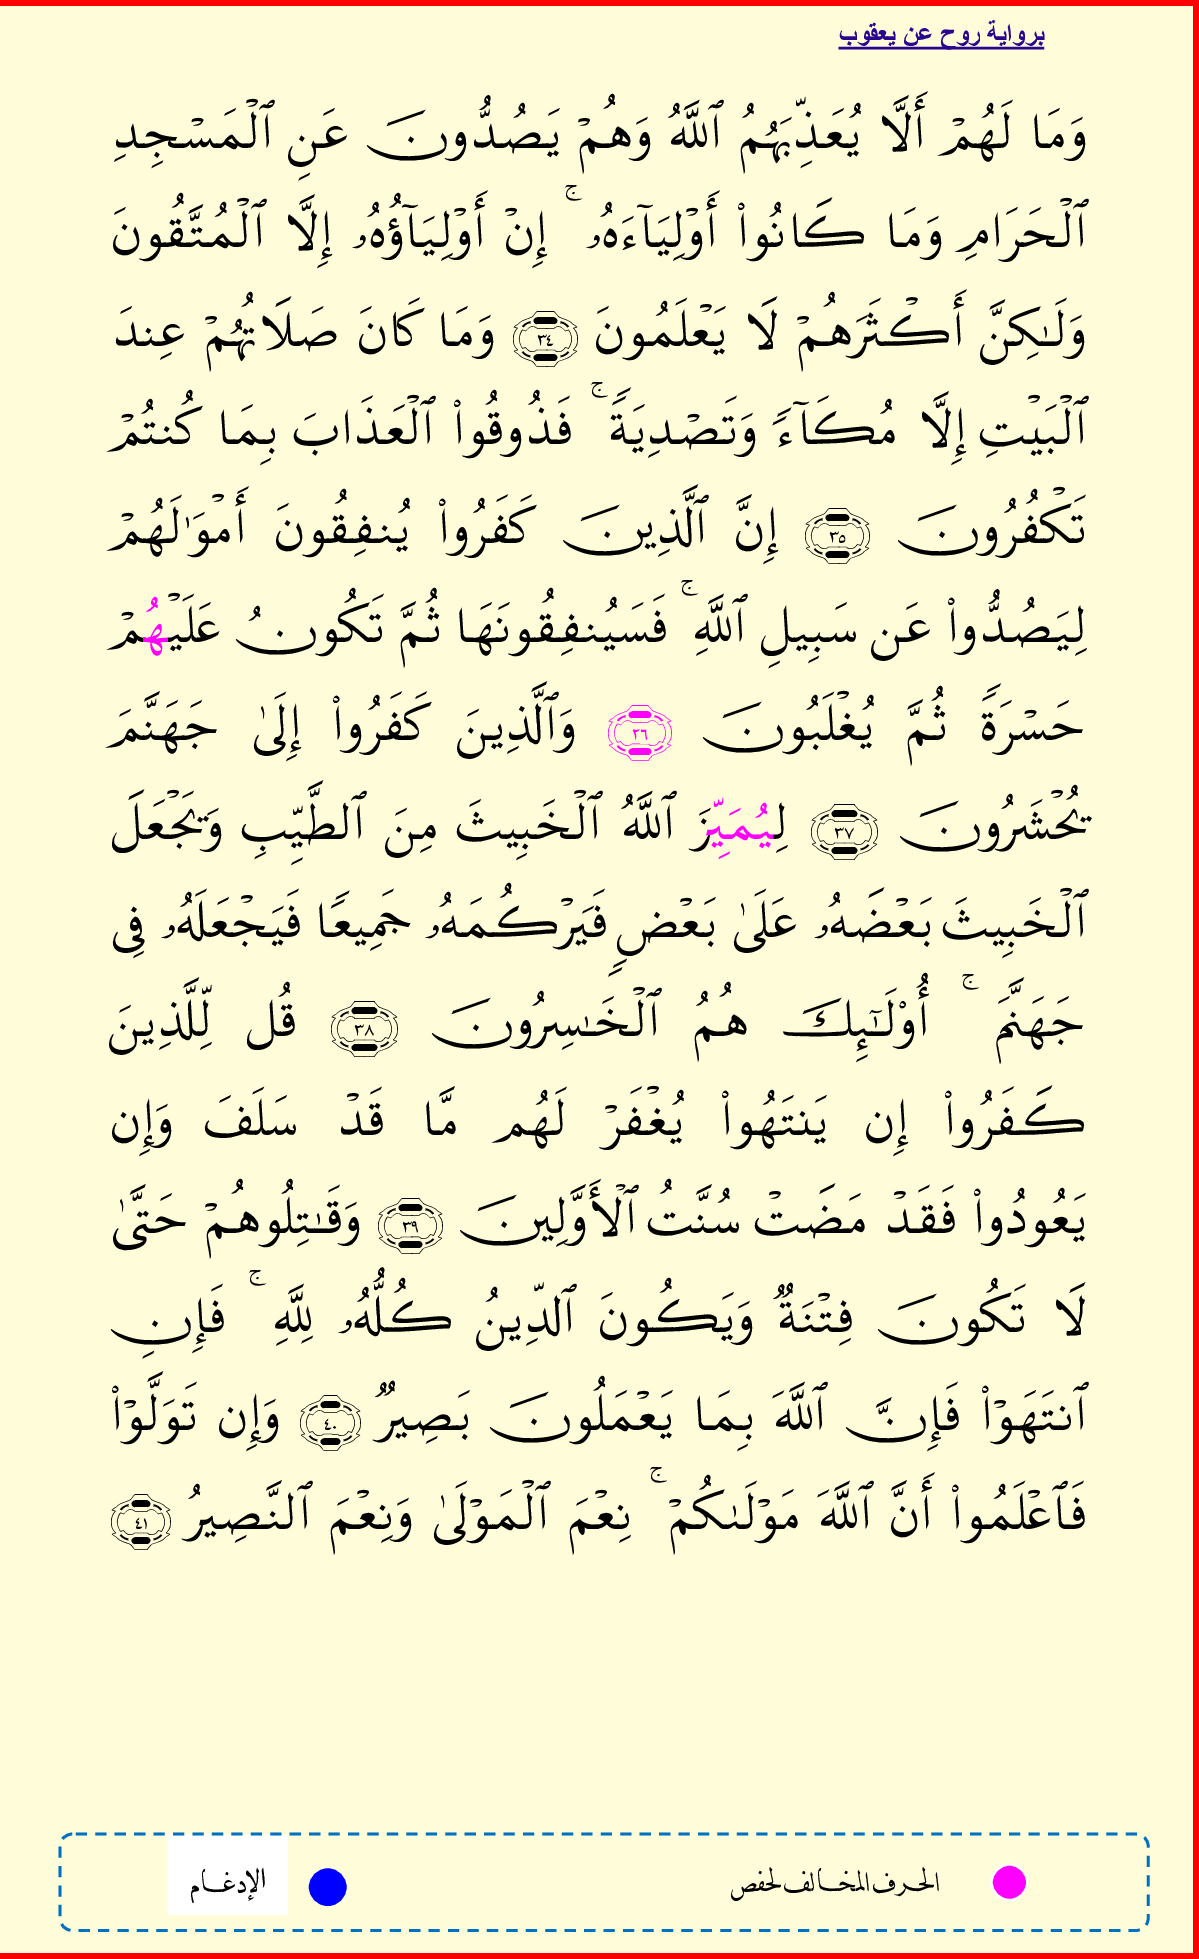 برواية روح عن يعقوب
وَمَا لَهُمۡ أَلَّا يُعَذِّبَهُمُ ٱللَّهُ وَهُمۡ يَصُدُّونَ عَنِ ٱلۡمَسۡجِدِ
ٱلۡحَرَامِ وَمَا كَانُواْ أَوۡلِيَآءَهُۥ ۚ إِنۡ أَوۡلِيَآؤُهُۥ إِلَّا ٱلۡمُتَّقُونَ
وَلَٰكِنَّ أَكۡثَرَهُمۡ لَا يَعۡلَمُونَ ٣٤ وَمَا كَانَ صَلَاتُهُمۡ عِندَ
ٱلۡبَيۡتِ إِلَّا مُكَآءٗ وَتَصۡدِيَةٗ ۚ فَذُوقُواْ ٱلۡعَذَابَ بِمَا كُنتُمۡ
تَكۡفُرُونَ ٣٥ إِنَّ ٱلَّذِينَ كَفَرُواْ يُنفِقُونَ أَمۡوَٰلَهُمۡ
لِيَصُدُّواْ عَن سَبِيلِ ٱللَّهِ ۚ فَسَيُنفِقُونَهَا ثُمَّ تَكُونُ عَلَيۡهُمۡ
حَسۡرَةٗ ثُمَّ يُغۡلَبُونَ ٣٦ وَٱلَّذِينَ كَفَرُواْ إِلَىٰ جَهَنَّمَ
يُحۡشَرُونَ ٣٧ لِيُمَيِّزَ ٱللَّهُ ٱلۡخَبِيثَ مِنَ ٱلطَّيِّبِ وَيَجۡعَلَ
ٱلۡخَبِيثَ بَعۡضَهُۥ عَلَىٰ بَعۡضٖ فَيَرۡكُمَهُۥ جَمِيعٗا فَيَجۡعَلَهُۥ فِي
جَهَنَّمَ ۚ أُوْلَٰٓئِكَ هُمُ ٱلۡخَٰسِرُونَ ٣٨ قُل لِّلَّذِينَ
كَفَرُواْ إِن يَنتَهُواْ يُغۡفَرۡ لَهُم مَّا قَدۡ سَلَفَ وَإِن
يَعُودُواْ فَقَدۡ مَضَتۡ سُنَّتُ ٱلۡأَوَّلِينَ ٣٩ وَقَٰتِلُوهُمۡ حَتَّىٰ
لَا تَكُونَ فِتۡنَةٞ وَيَكُونَ ٱلدِّينُ كُلُّهُۥ لِلَّهِ ۚ فَإِنِ
ٱنتَهَوۡاْ فَإِنَّ ٱللَّهَ بِمَا يَعۡمَلُونَ بَصِيرٞ ٤٠ وَإِن تَوَلَّوۡاْ
فَٱعۡلَمُواْ أَنَّ ٱللَّهَ مَوۡلَىٰكُمۡ ۚ نِعۡمَ ٱلۡمَوۡلَىٰ وَنِعۡمَ ٱلنَّصِيرُ ٤١
الحرف المخالف لحفص
الإدغام